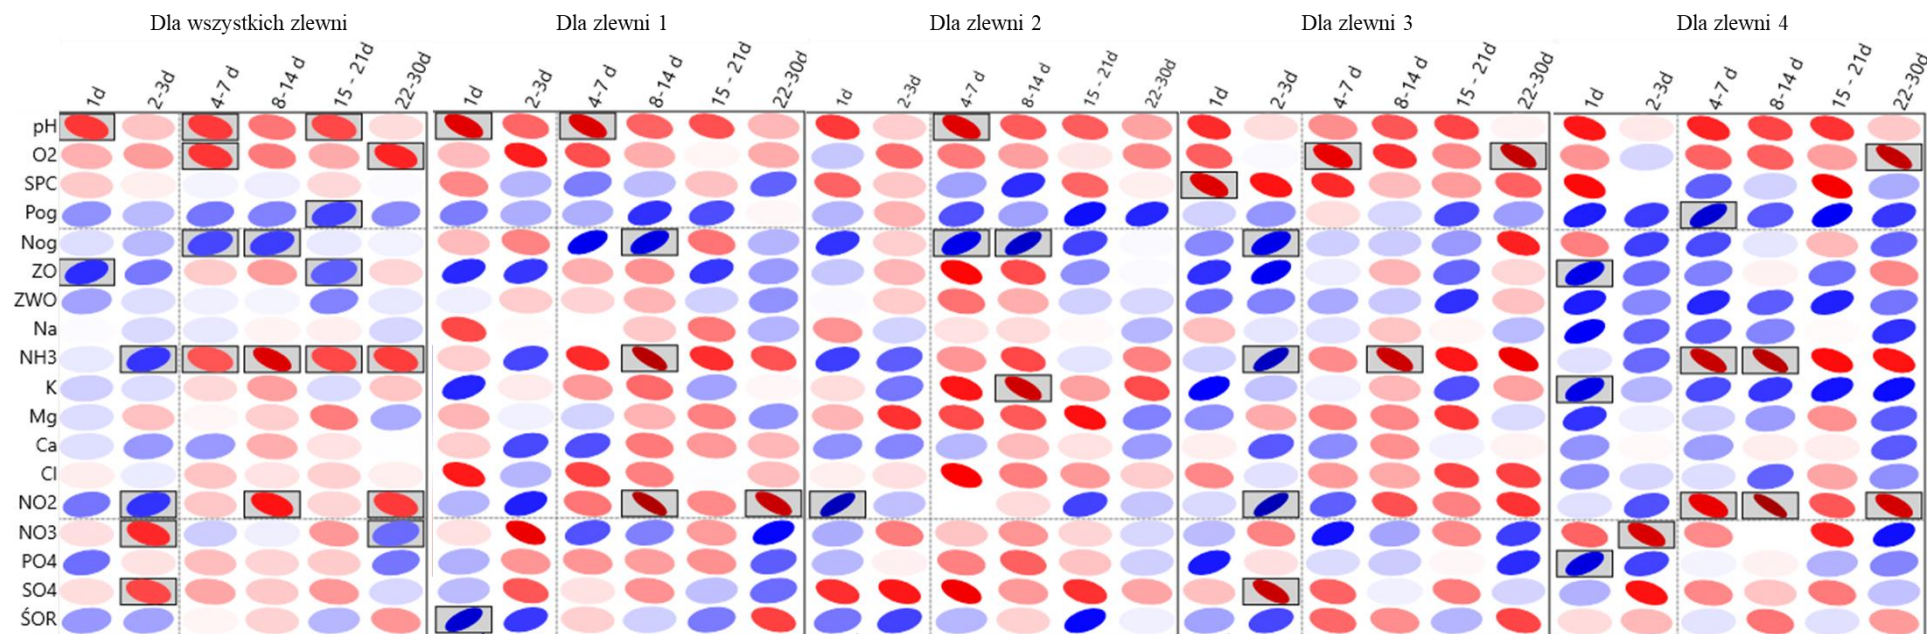 Dla wszystkich zlewni Dla zlewni 1 Dla zlewni 2 Dla zlewni 3 Dla zlewni 4
1d 2-3d 4-7 d 8-14 d 15 - 21d 22-30d 1d 2-3d 4-7 d 8-14 d 15 - 21d 22-30d 1d 2-3d 4-7 d 8-14 d 15 - 21d 22-30d 1d 2-3d 4-7 d 8-14 d 15 - 21d 22-30d 1d 2-3d 4-7 d 8-14 d 15 - 21d 22-30d
pH
O2
SPC
Pog
Nog
ZO
ZWO
Na
NH3
K
Mg
Ca
Cl
NO2
NO3
PO4
SO4
ŚOR